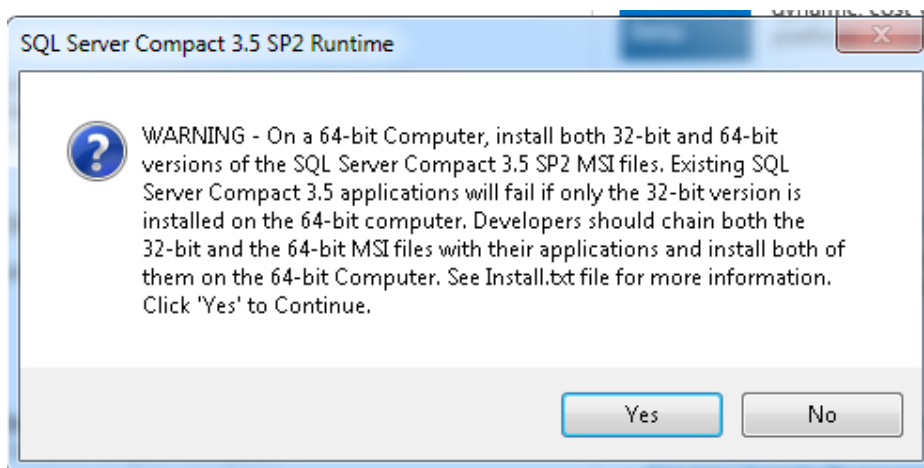 SQL Server Compact 3.5 SP2 Runtime
WARNING - On a 64-bit Computer, install both 32-bit and 64-bit
versions of the SQL Server Compact 3.5 SP2 MSI files. Existing SQL
Server Compact 3.5 applications will fail if only the 32-bit version is
installed on the 64-bit computer. Developers should chain both the
32-bit and the 64-bit MSI files with their applications and install both of
them on the 64-bit Computer. See Install.txt file for more information.
Click 'Yes' to Continue.
Yes No